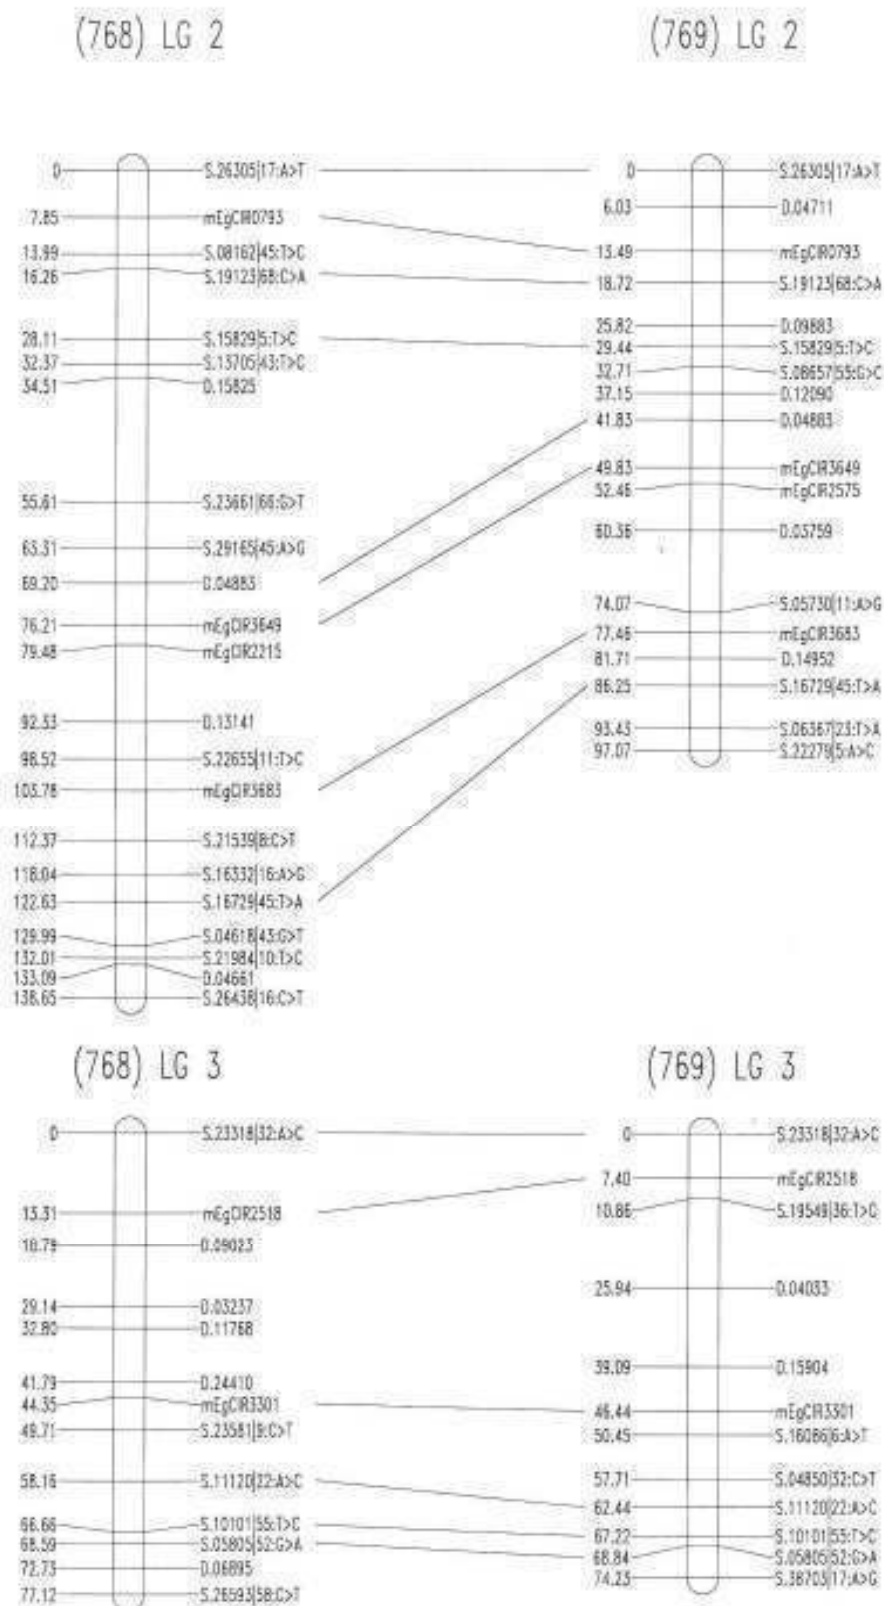 (768) LG 2
0 S.26305|17:A>T
7.85 mEgCIR0793
13.99 S.08162|45:T>C
16.26 S.19123|68:C>A
28.11 S.15829|5:T>C
32.37 S.13705|43:T>C
34.51 D.15825
55.61 S.23661|66:G>T
63.31 S.29165|45:A>G
69.20 D.04883
76.21 mEgCIR3649
79.48 mEgCIR2215
92.53 D.13141
98.52 S.22655|11:T>C
103.78 mEgCIR3683
112.37 S.21539|8:C>T
118.04 S.16332|16:A>G
122.63 S.16729|45:T>A
129.99 S.04618|43:G>T
132.01 S.21984|10:T>C
133.09 D.04661
138.65 S.26438|16:C>T
(769) LG 2
0 S.26305|17:A>T
6.03 D.04711
13.49 mEgCIR0793
18.72 S.19123|68:C>A
25.82 D.09883
29.44 S.15829|5:T>C
32.71 S.08657|55:G>C
37.15 D.12090
41.83 D.04883
49.83 mEgCIR3649
52.46 mEgCIR2575
60.36 D.03759
74.07 S.05730|11:A>G
77.46 mEgCIR3683
81.71 D.14952
86.25 S.16729|45:T>A
93.43 S.06367|23:T>A
97.07 S.22279|5:A>C
(768) LG 3
0 S.23318|32:A>C
13.31 mEgCIR2518
18.79 D.09023
29.14 D.03237
32.80 D.11768
41.79 D.24410
44.35 mEgCIR3301
49.71 S.23581|9:C>T
58.16 S.11120|22:A>C
66.66 S.10101|55:T>C
68.59 S.05805|52:G>A
72.73 D.06895
77.12 S.26593|58:C>T
(769) LG 3
0 S.23318|32:A>C
7.40 mEgCIR2518
10.86 S.19549|36:T>G
25.94 D.04033
39.09 D.15904
46.44 mEgCIR3301
50.45 S.16086|6:A>T
57.71 S.04850|32:C>T
62.44 S.11120|22:A>C
67.22 S.10101|55:T>C
68.84 S.05805|52:G>A
74.23 S.38703|17:A>G